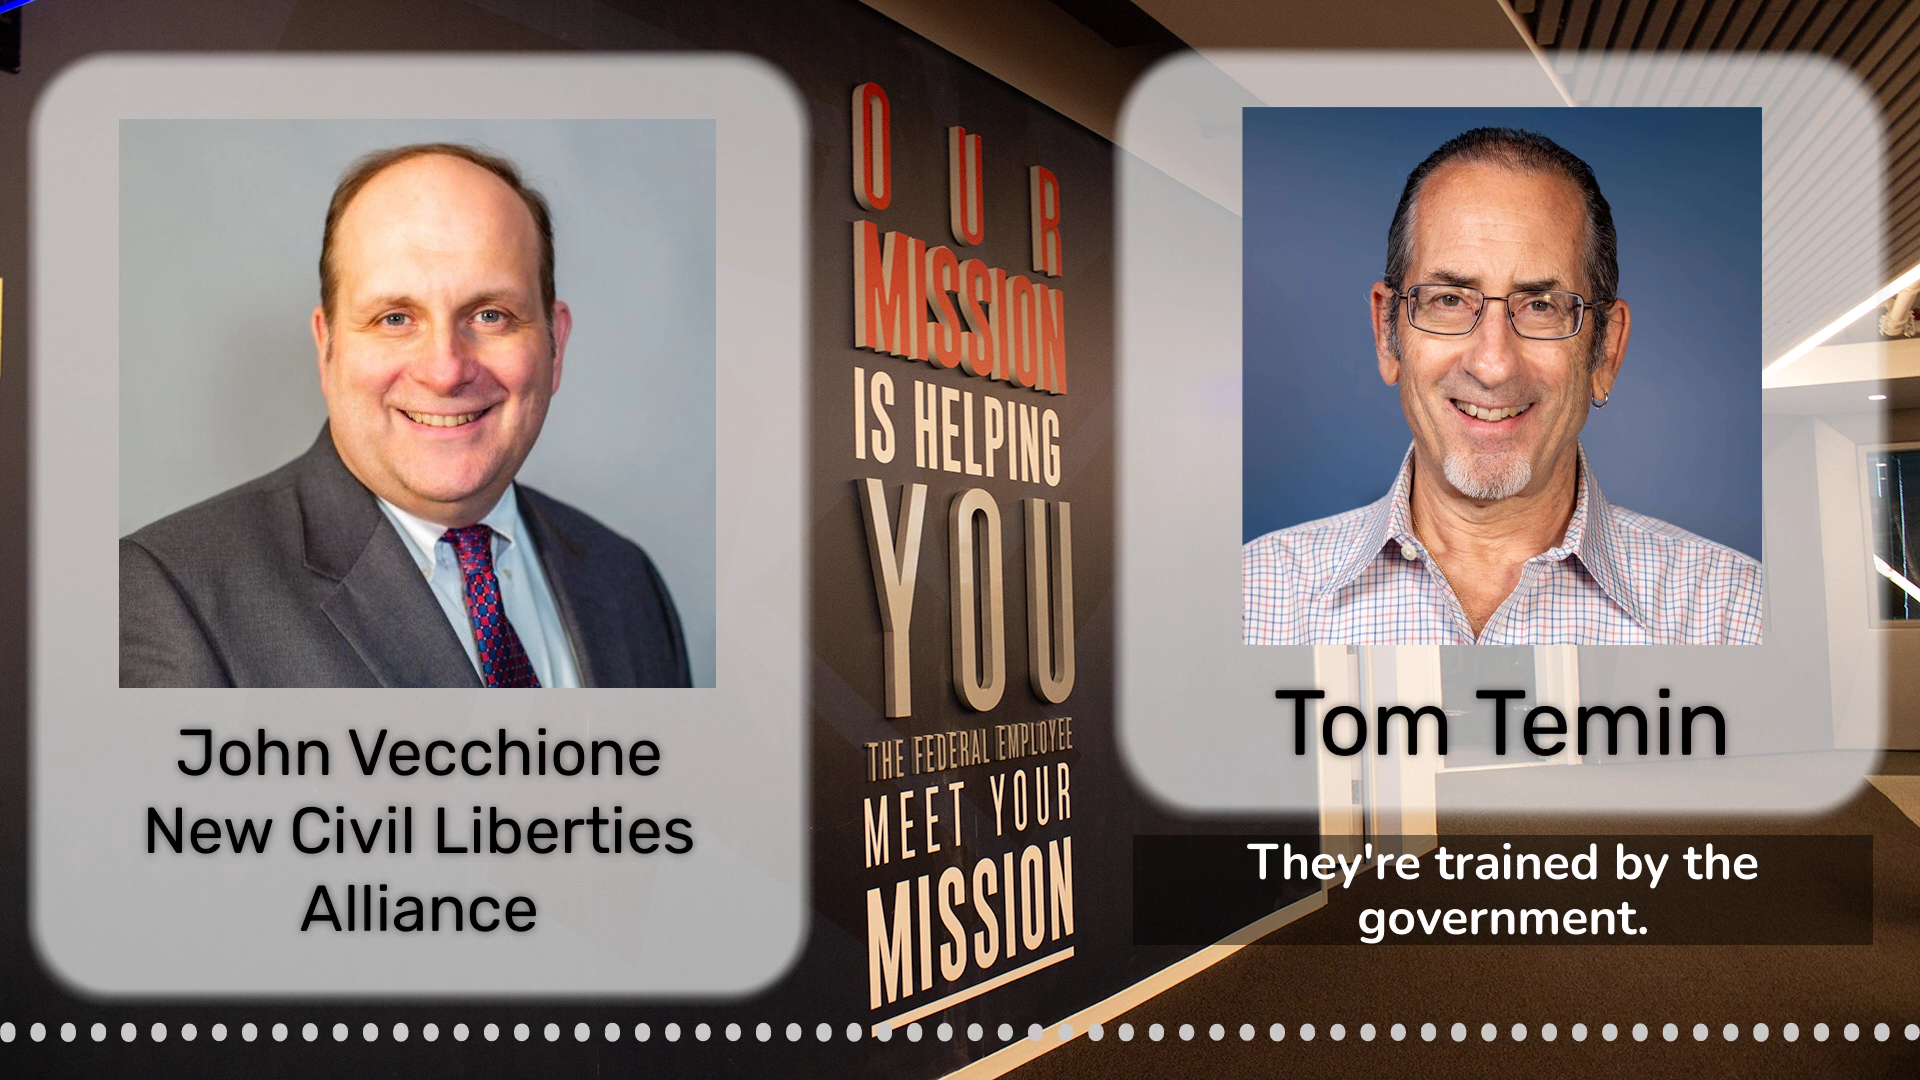 John Vecchione
New Civil Liberties
Alliance
OUR
MISSION
IS HELPING
YOU
THE FEDERAL EMPLOYEE
MEET YOUR
MISSION
Tom Temin
They're trained by the
government.